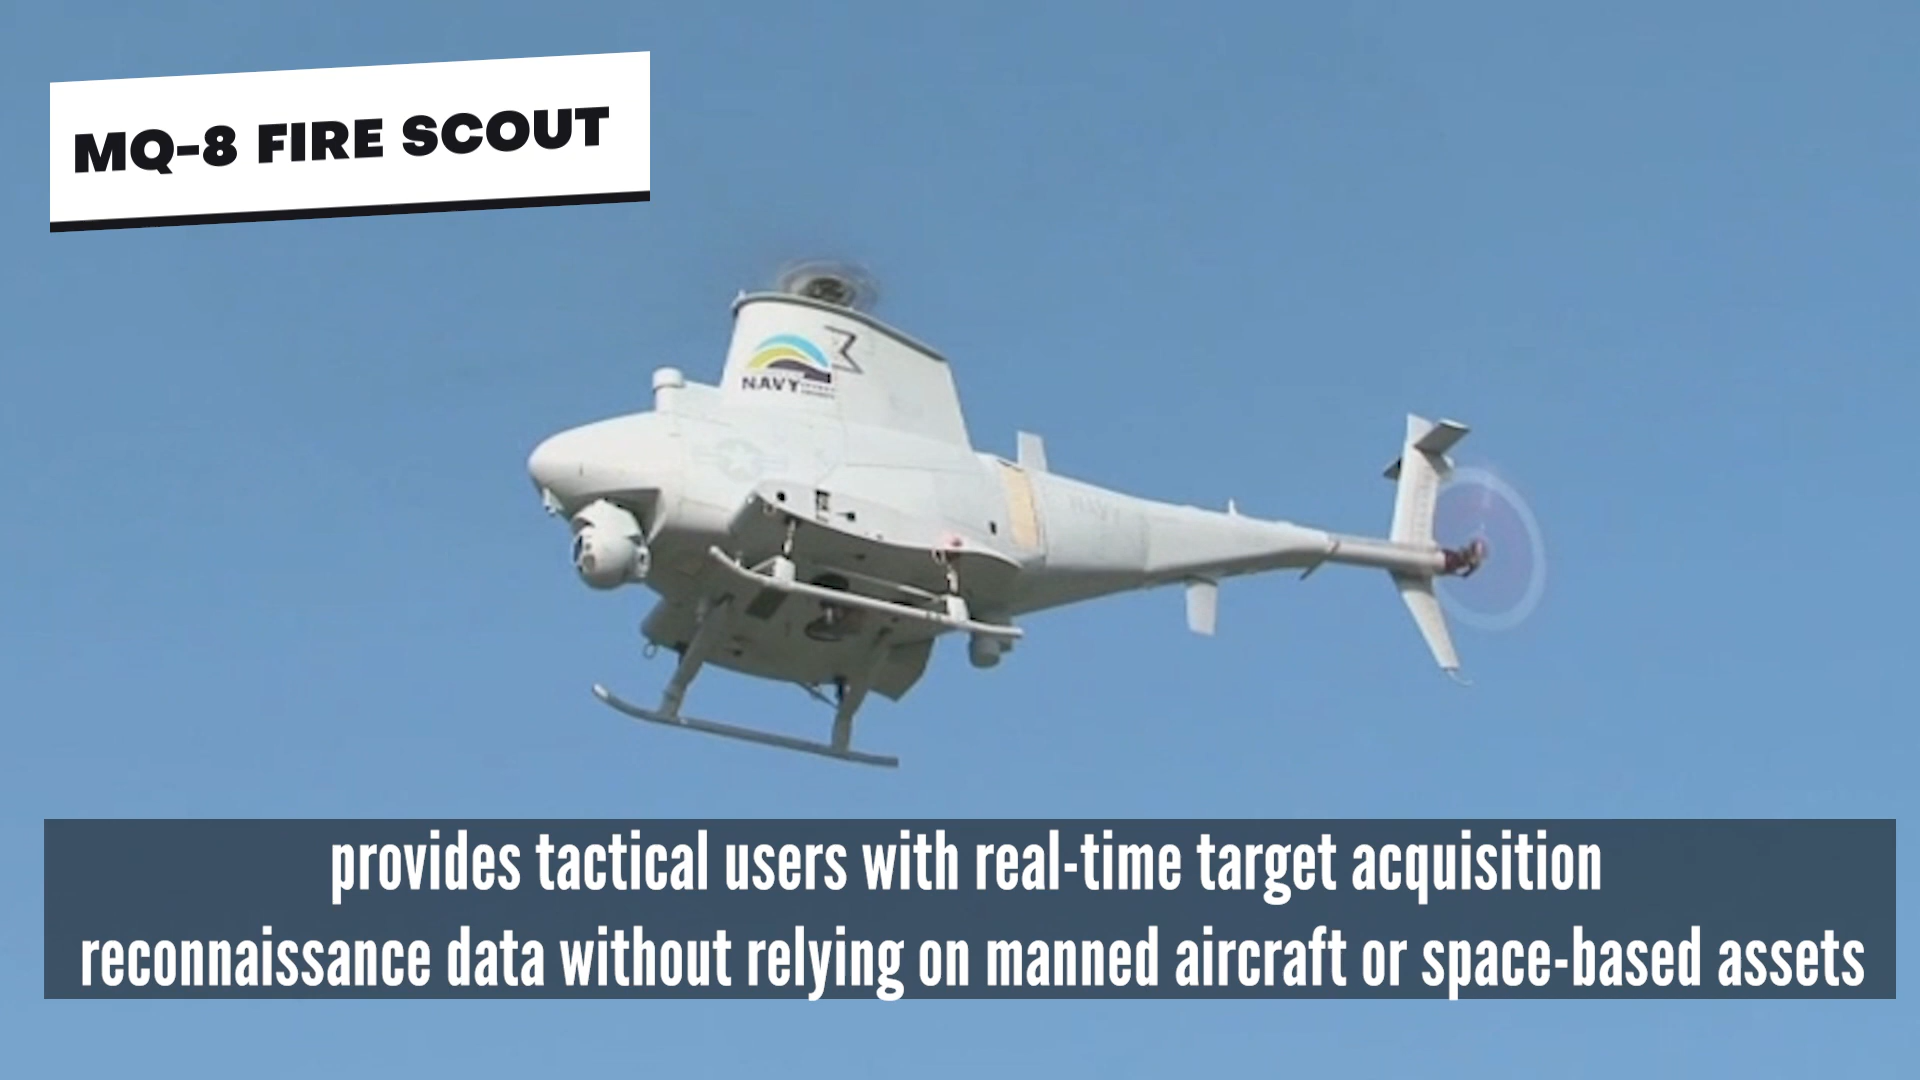 MQ-8 FIRE SCOUT
3
NAVY
provides tactical users with real-time target acquisition
reconnaissance data without relying on manned aircraft or space-based assets